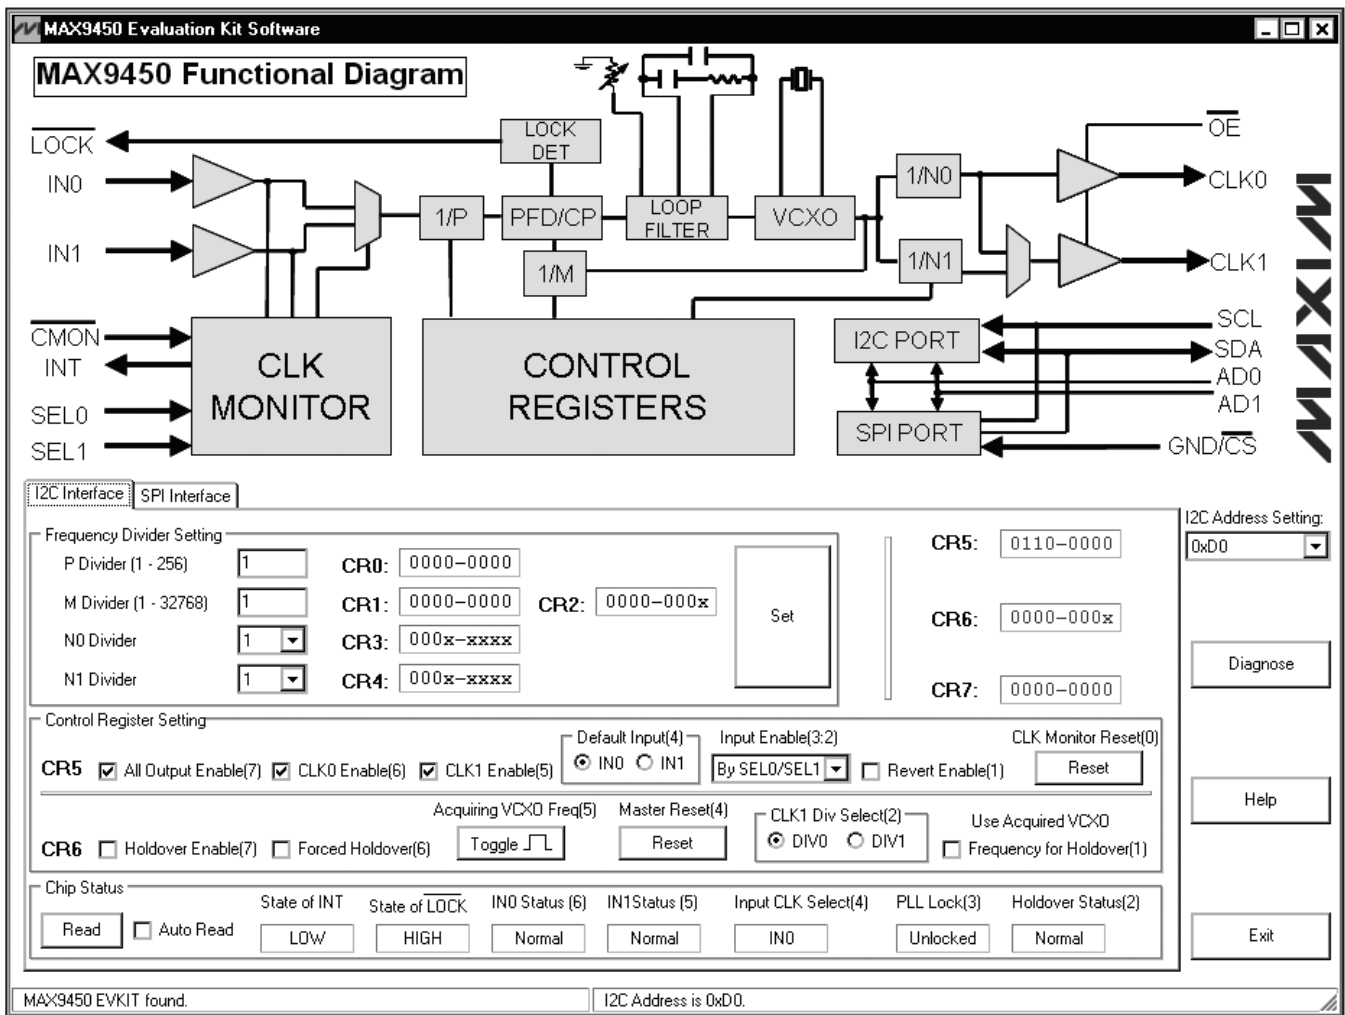 MAX9450 Evaluation Kit Software
MAX9450 Functional Diagram
LOCK
LOCK DET
OE
IN0
1/N0
CLK0
1/P
PFD/CP
LOOP FILTER
VCXO
IN1
1/M
1/N1
CLK1
CMON
INT
SEL0
SEL1
CLK MONITOR
CONTROL REGISTERS
I2C PORT
SPI PORT
SCL
SDA
AD0
AD1
GND/CS
MAXIM
I2C Interface SPI Interface
I2C Address Setting:
0xD0
Frequency Divider Setting
P Divider (1 - 256) 1 CR0: 0000-0000
M Divider (1 - 32768) 1 CR1: 0000-0000 CR2: 0000-000x
N0 Divider 1 CR3: 000x-xxxx
N1 Divider 1 CR4: 000x-xxxx
Set
CR5: 0110-0000
CR6: 0000-000x
CR7: 0000-0000
Diagnose
Help
Exit
Control Register Setting
Default Input(4) Input Enable(3:2) CLK Monitor Reset(0)
CR5 All Output Enable(7) CLK0 Enable(6) CLK1 Enable(5) IN0 IN1 By SEL0/SEL1 Revert Enable(1) Reset
Acquiring VCXO Freq(5) Master Reset(4) CLK1 Div Select(2) Use Acquired VCXO
CR6 Holdover Enable(7) Forced Holdover(6) Toggle Reset DIV0 DIV1 Frequency for Holdover(1)
Chip Status
State of INT State of LOCK IN0 Status (6) IN1Status (5) Input CLK Select(4) PLL Lock(3) Holdover Status(2)
Read Auto Read LOW HIGH Normal Normal IN0 Unlocked Normal
MAX9450 EVKIT found. I2C Address is 0xD0.